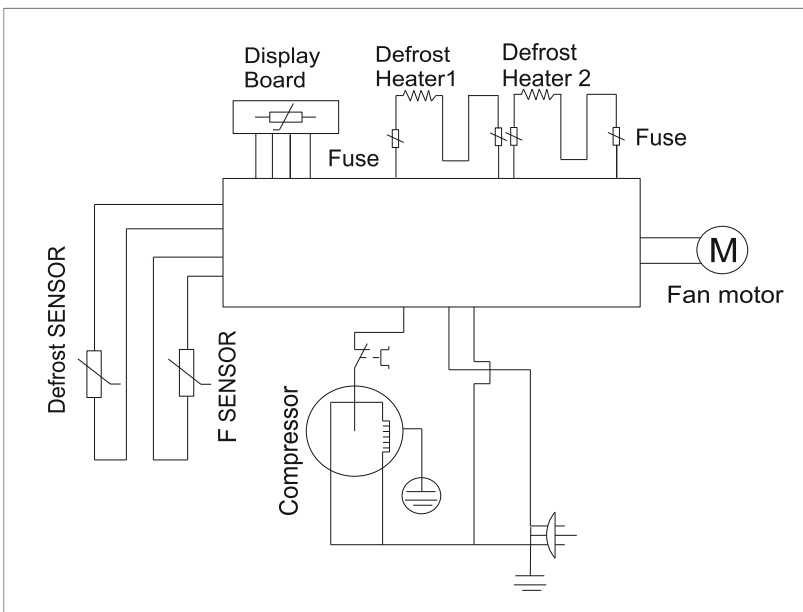 Display
Board
Defrost
Heater1
Defrost
Heater 2
Fuse
Fuse
Defrost SENSOR
F SENSOR
M
Fan motor
Compressor